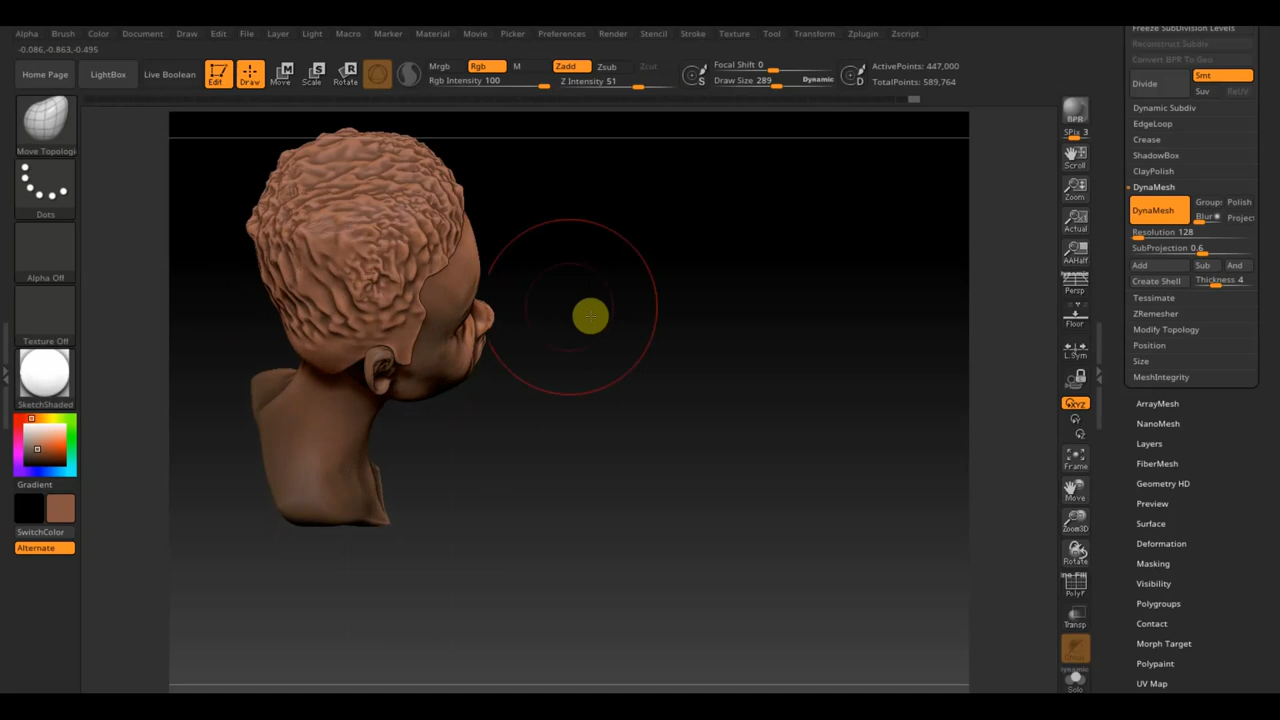 Alpha Brush Color Document Draw Edit File Layer Light Macro Marker Material Movie Picker Preferences Render Stencil Stroke Texture Tool Transform Zplugin Zscript
-0.086,-0.863,-0.495
Home Page LightBox Live Boolean Edit Draw Move Scale Rotate
Mrgb Rgb M Zadd Zsub Zcut
Rgb Intensity 100 Z Intensity 51
Focal Shift 0
Draw Size 289 Dynamic
S
D
ActivePoints: 447,000
TotalPoints: 589,764
Move Topologi
Dots
Alpha Off
Texture Off
SketchShaded
Gradient
SwitchColor
Alternate
BPR
SPix 3
Scroll
Zoom
Actual
AAHalf
Dynamic
Persp
Floor
L.Sym
XYZ
Frame
Move
Zoom3D
Rotate
PolyF
Transp
Dynamic
Solo
Freeze SubDivision Levels
Reconstruct Subdiv
Convert BPR To Geo
Divide Smt
Suv ReUV
Dynamic Subdiv
EdgeLoop
Crease
ShadowBox
ClayPolish
DynaMesh
DynaMesh Groups Polish
Blur Project
Resolution 128
SubProjection 0.6
Add Sub And
Create Shell Thickness 4
Tessimate
ZRemesher
Modify Topology
Position
Size
MeshIntegrity
ArrayMesh
NanoMesh
Layers
FiberMesh
Geometry HD
Preview
Surface
Deformation
Masking
Visibility
Polygroups
Contact
Morph Target
Polypaint
UV Map